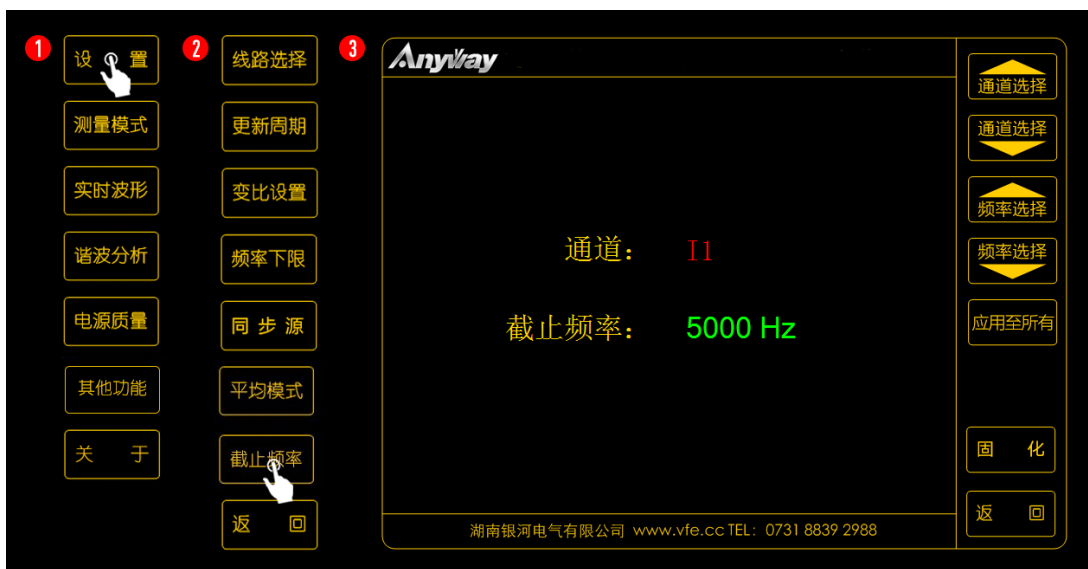 1
设 置
测量模式
实时波形
谐波分析
电源质量
其他功能
关 于
2
线路选择
更新周期
变比设置
频率下限
同 步 源
平均模式
截止频率
返 回
3
Anyway
通道： I1
截止频率： 5000 Hz
湖南银河电气有限公司 www.vfe.cc TEL： 0731 8839 2988
通道选择
通道选择
频率选择
频率选择
应用至所有
固 化
返 回